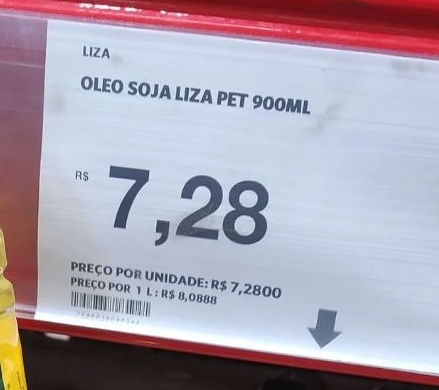 LIZA
OLEO SOJA LIZA PET 900ML
R$ 7,28
PREÇO POR UNIDADE: R$ 7,2800
PREÇO POR 1 L: R$ 8,0888